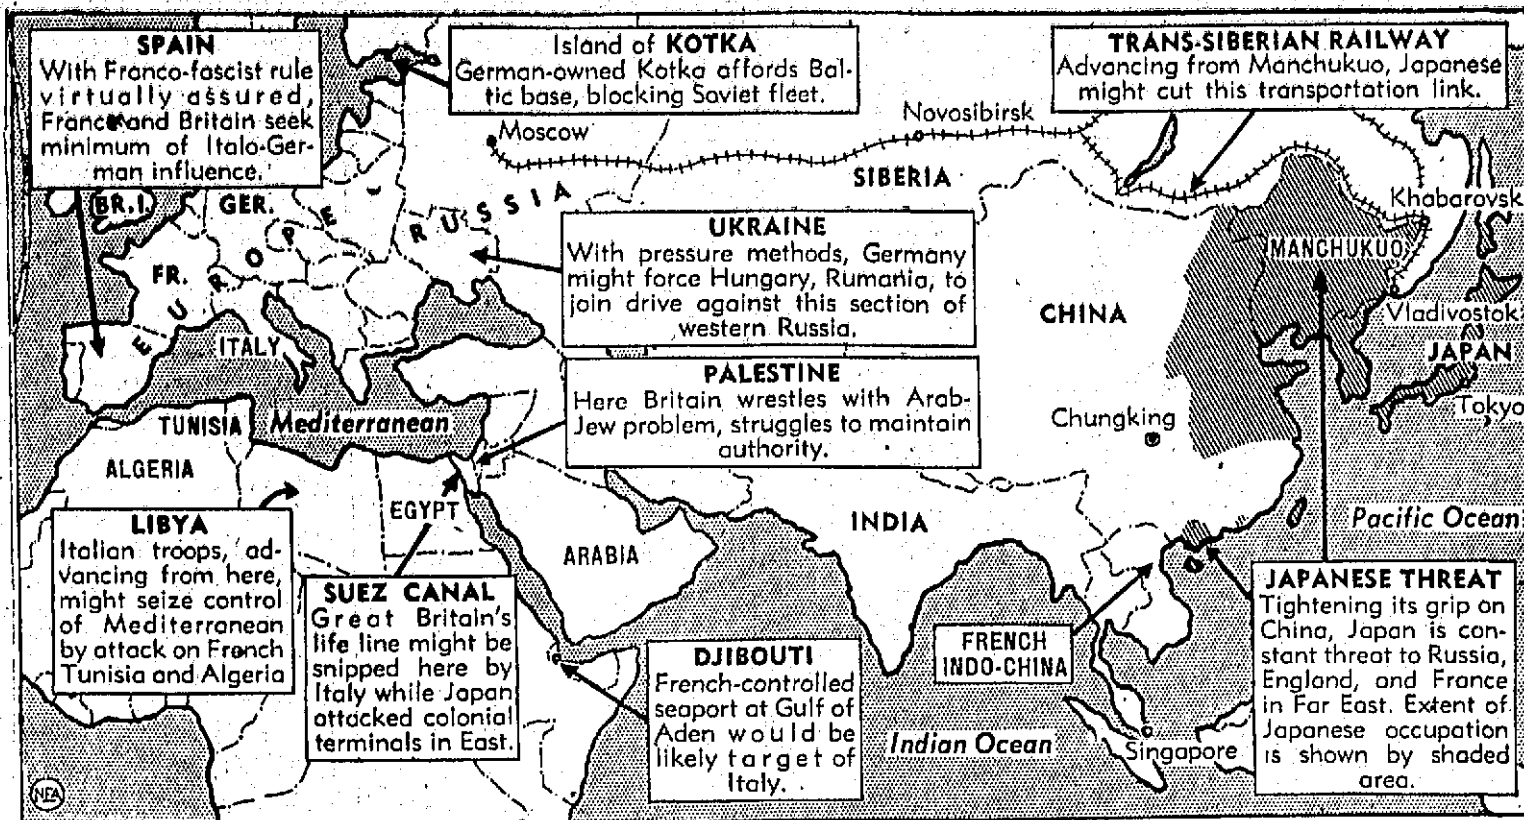 SPAIN
With Franco-fascist rule
virtually assured,
France and Britain seek
minimum of Italo-Ger-
man influence.
Island of KOTKA
German-owned Kotka affords Bal-
tic base, blocking Soviet fleet.
TRANS-SIBERIAN RAILWAY
Advancing from Manchukuo, Japanese
might cut this transportation link.
Moscow
Novosibirsk
SIBERIA
BR. I.
GER.
FR.
EUROPE
RUSSIA
ITALY
UKRAINE
With pressure methods, Germany
might force Hungary, Rumania, to
join drive against this section of
western Russia.
Khabarovsk
MANCHUKUO
Vladivostok
CHINA
JAPAN
Tokyo
PALESTINE
Here Britain wrestles with Arab-
Jew problem, struggles to maintain
authority.
Chungking
TUNISIA
Mediterranean
ALGERIA
EGYPT
ARABIA
INDIA
Pacific Ocean
LIBYA
Italian troops, ad-
vancing from here,
might seize control
of Mediterranean
by attack on French
Tunisia and Algeria
SUEZ CANAL
Great Britain's
life line might be
snipped here by
Italy while Japan
attacked colonial
terminals in East.
DJIBOUTI
French-controlled
seaport at Gulf of
Aden would be
likely target of
Italy.
FRENCH
INDO-CHINA
Indian Ocean
Singapore
JAPANESE THREAT
Tightening its grip on
China, Japan is con-
stant threat to Russia,
England, and France
in Far East. Extent of
Japanese occupation
is shown by shaded
area.
NEA